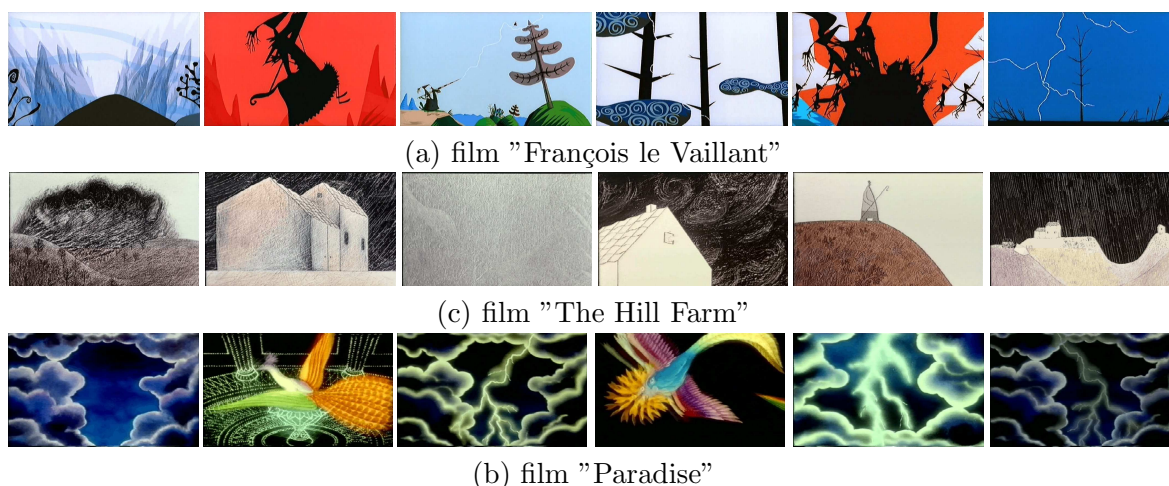 (a) film "François le Vaillant"
(c) film "The Hill Farm"
(b) film "Paradise"